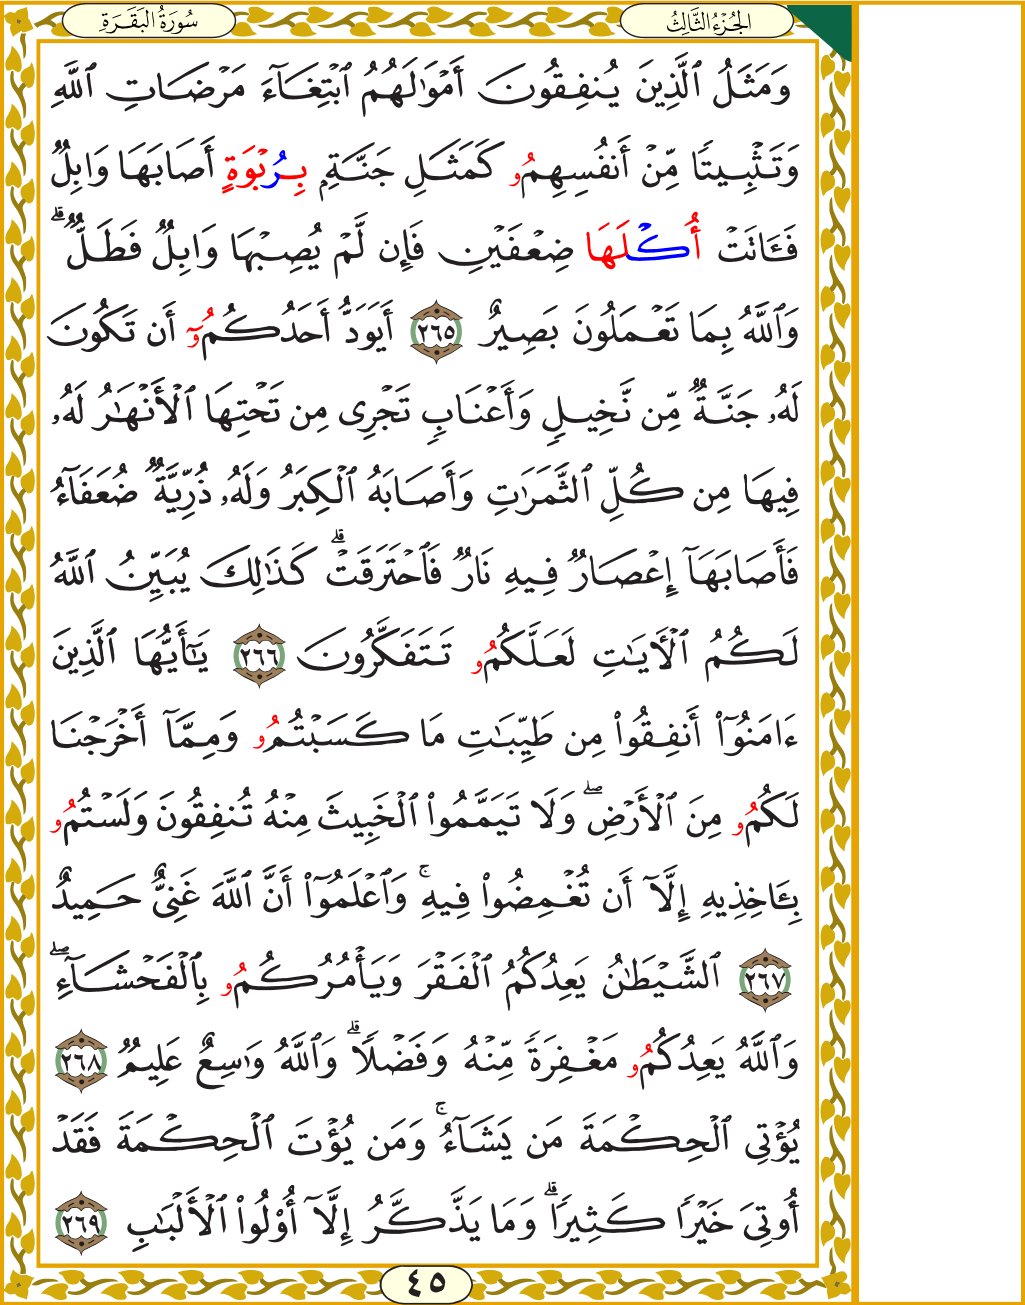 سُورَةُ البَقَرَةِ
الجُزْءُ الثَّالِثُ
وَمَثَلُ ٱلَّذِينَ يُنفِقُونَ أَمْوَٰلَهُمُ ٱبْتِغَآءَ مَرْضَاتِ ٱللَّهِ
وَتَثْبِيتًا مِّنْ أَنفُسِهِمُۥ كَمَثَلِ جَنَّةِۭ بِرُبْوَةٍ أَصَابَهَا وَابِلٌ
فَـَٔاتَتْ أُكْلَهَا ضِعْفَيْنِ فَإِن لَّمْ يُصِبْهَا وَابِلٌ فَطَلٌّ ۗ
وَٱللَّهُ بِمَا تَعْمَلُونَ بَصِيرٌ ٢٦٥ أَيَوَدُّ أَحَدُكُمُۥٓ أَن تَكُونَ
لَهُۥ جَنَّةٌ مِّن نَّخِيلٍ وَأَعْنَابٍ تَجْرِى مِن تَحْتِهَا ٱلْأَنْهَٰرُ لَهُۥ
فِيهَا مِن كُلِّ ٱلثَّمَرَٰتِ وَأَصَابَهُ ٱلْكِبَرُ وَلَهُۥ ذُرِّيَّةٌ ضُعَفَآءُ
فَأَصَابَهَآ إِعْصَارٌ فِيهِ نَارٌ فَٱحْتَرَقَتْ ۗ كَذَٰلِكَ يُبَيِّنُ ٱللَّهُ
لَكُمُ ٱلْأَيَٰتِ لَعَلَّكُمُۥ تَتَفَكَّرُونَ ٢٦٦ يَٰٓأَيُّهَا ٱلَّذِينَ
ءَامَنُوٓا۟ أَنفِقُوا۟ مِن طَيِّبَٰتِ مَا كَسَبْتُمُۥ وَمِمَّآ أَخْرَجْنَا
لَكُمُۥ مِنَ ٱلْأَرْضِ ۖ وَلَا تَيَمَّمُوا۟ ٱلْخَبِيثَ مِنْهُ تُنفِقُونَ وَلَسْتُمُۥ
بِـَٔاخِذِيهِ إِلَّآ أَن تُغْمِضُوا۟ فِيهِ ۚ وَٱعْلَمُوٓا۟ أَنَّ ٱللَّهَ غَنِىٌّ حَمِيدٌ
٢٦٧ ٱلشَّيْطَٰنُ يَعِدُكُمُ ٱلْفَقْرَ وَيَأْمُرُكُمُۥ بِٱلْفَحْشَآءِ ۖ
وَٱللَّهُ يَعِدُكُمُۥ مَغْفِرَةً مِّنْهُ وَفَضْلًا ۗ وَٱللَّهُ وَٰسِعٌ عَلِيمٌ ٢٦٨
يُؤْتِى ٱلْحِكْمَةَ مَن يَشَآءُ ۚ وَمَن يُؤْتَ ٱلْحِكْمَةَ فَقَدْ
أُوتِىَ خَيْرًا كَثِيرًا ۗ وَمَا يَذَّكَّرُ إِلَّآ أُو۟لُوا۟ ٱلْأَلْبَٰبِ ٢٦٩
٤٥